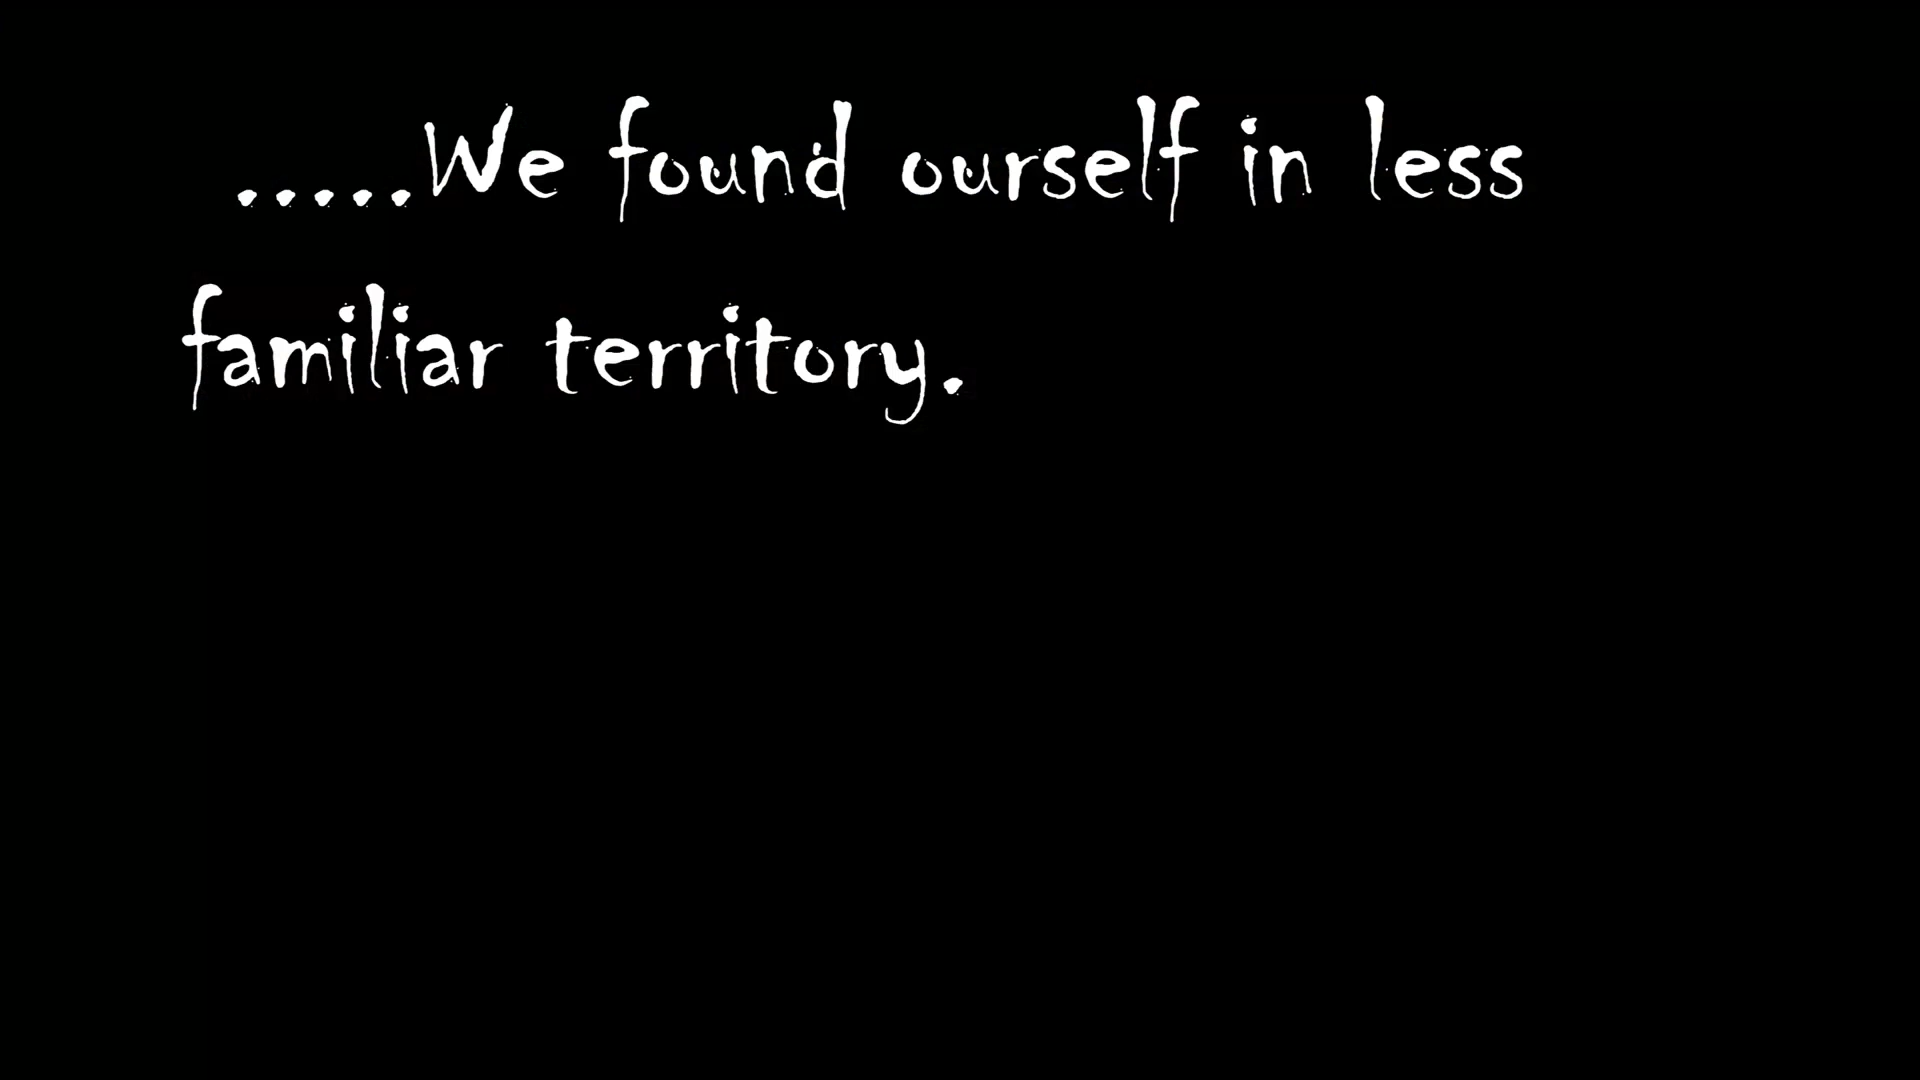 .....We found ourself in less
familiar territory.